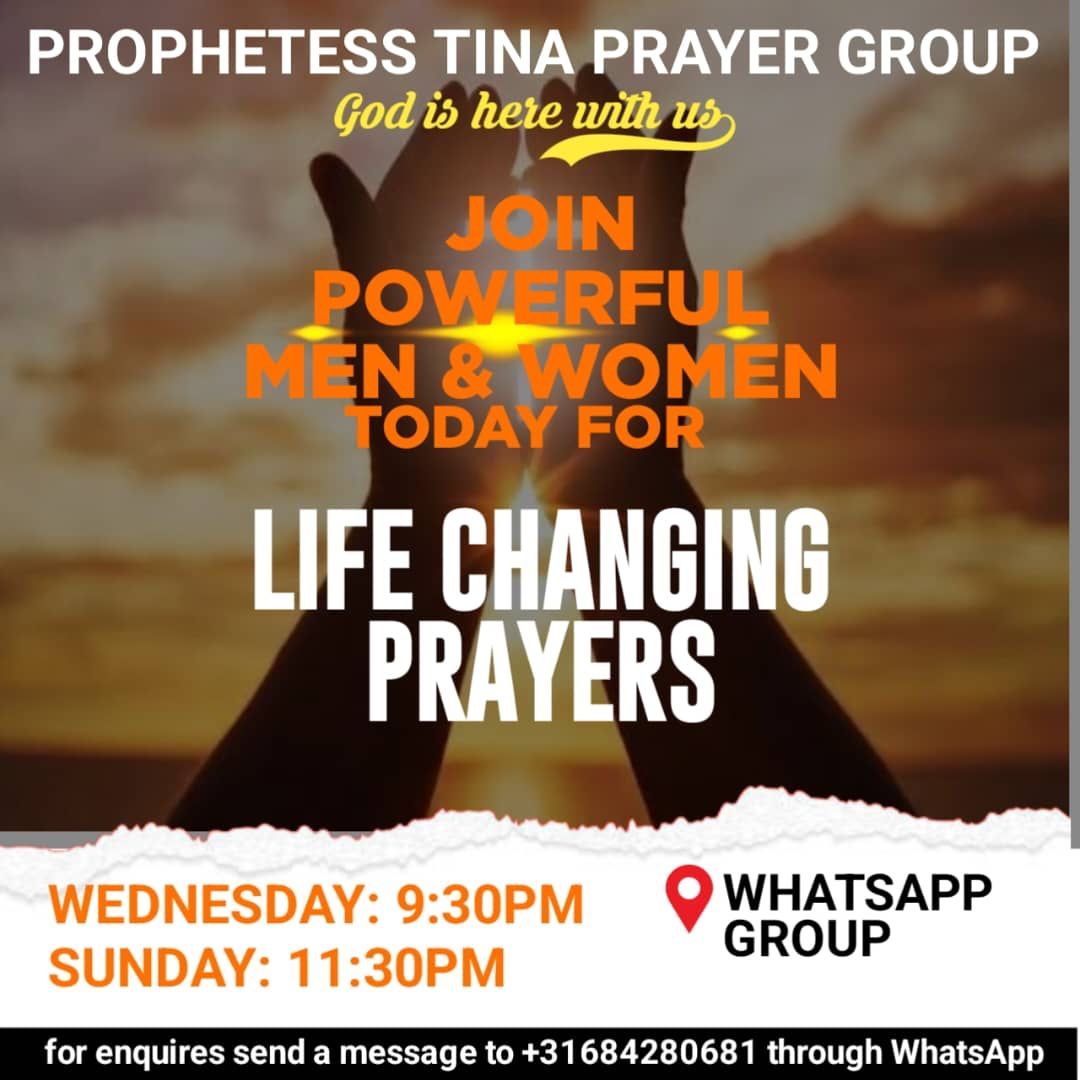 PROPHETESS TINA PRAYER GROUP
God is here with us
JOIN
POWERFUL
MEN & WOMEN
TODAY FOR
LIFE CHANGING
PRAYERS
WEDNESDAY: 9:30PM
SUNDAY: 11:30PM
WHATSAPP
GROUP
for enquires send a message to +31684280681 through WhatsApp